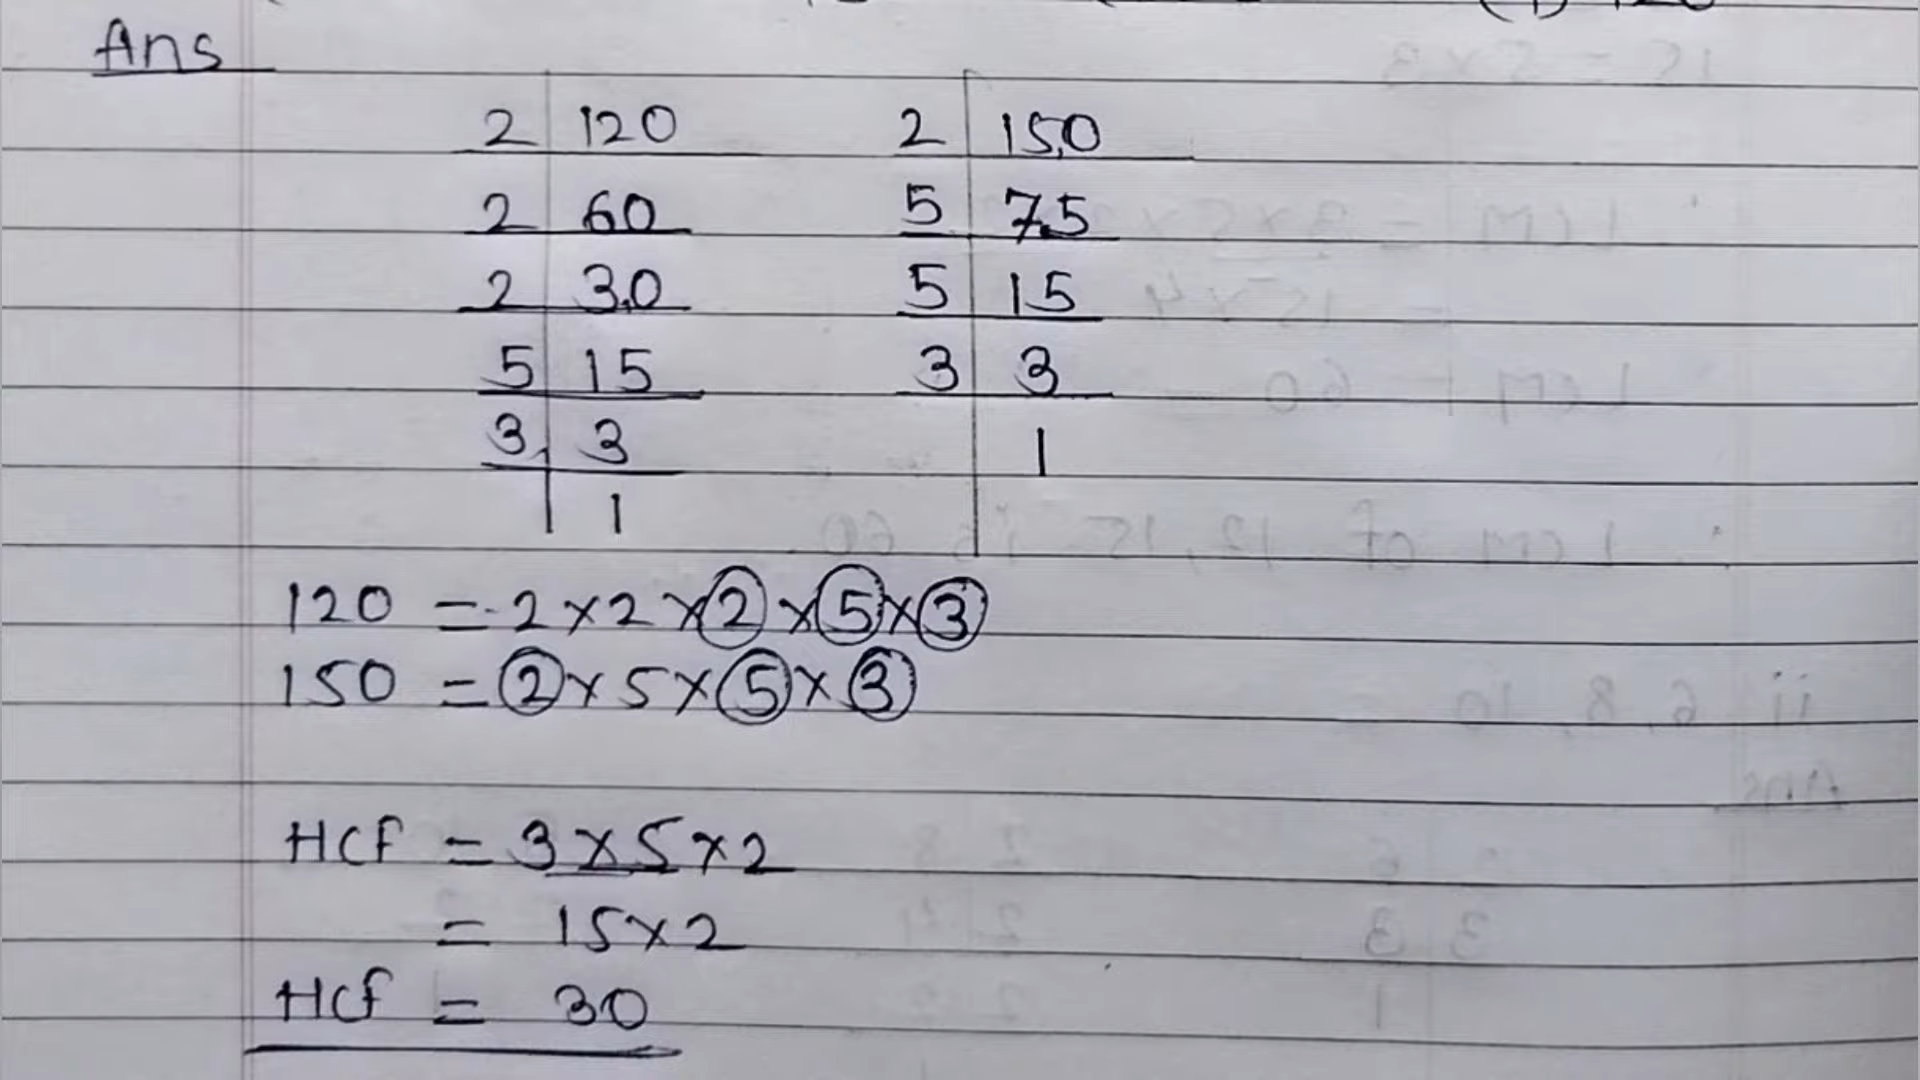 Ans
2 | 120    2 | 150
2 | 60    5 | 75
2 | 30    5 | 15
5 | 15    3 | 3
3 | 3    1
1
120 = 2 × 2 × 2 × 5 × 3
150 = 2 × 5 × 5 × 3
HCF = 3 × 5 × 2
= 15 × 2
HCF = 30